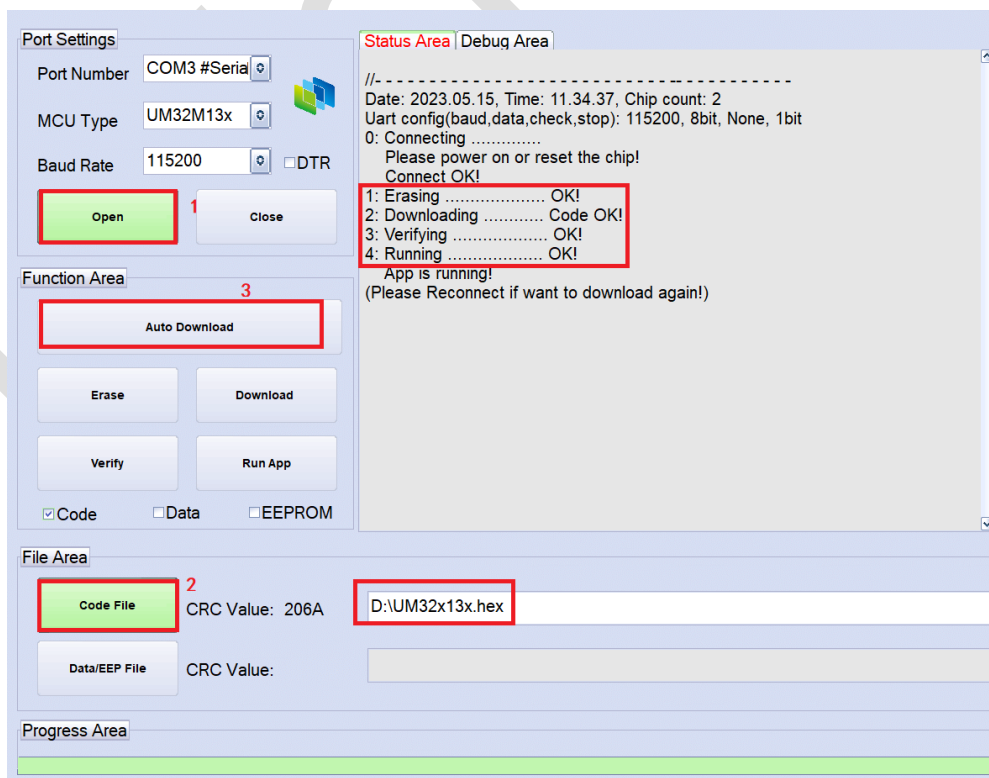 Port Settings
Port Number COM3 #Seria
MCU Type UM32M13x
Baud Rate 115200 DTR
Open 1 Close
Function Area
3
Auto Download
Erase Download
Verify Run App
Code Data EEPROM
Status Area Debug Area
//- - - - - - - - - - - - - - - - - - - - - - - - - - - - - - - - - - - - - - -
Date: 2023.05.15, Time: 11.34.37, Chip count: 2
Uart config(baud,data,check,stop): 115200, 8bit, None, 1bit
0: Connecting ..............
Please power on or reset the chip!
Connect OK!
1: Erasing .................... OK!
2: Downloading ............ Code OK!
3: Verifying ................... OK!
4: Running ................... OK!
App is running!
(Please Reconnect if want to download again!)
File Area
2
Code File CRC Value: 206A D:\UM32x13x.hex
Data/EEP File CRC Value:
Progress Area